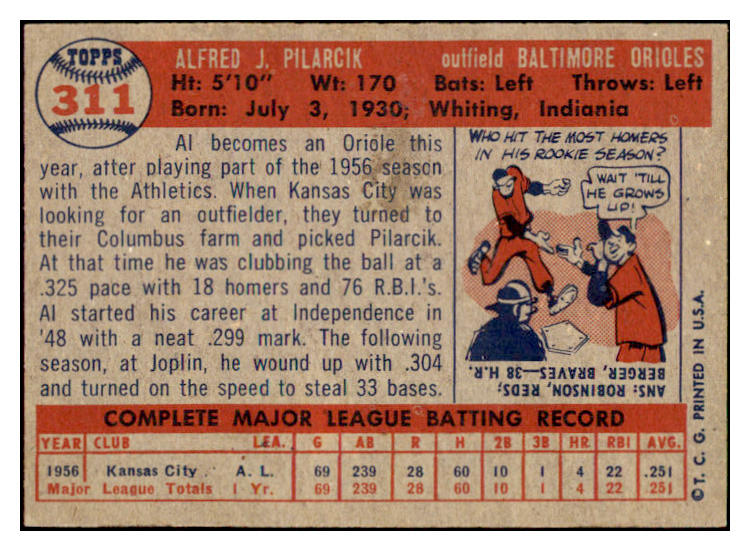 TOPPS
311
ALFRED J. PILARCIK outfield BALTIMORE ORIOLES
Ht: 5'10" Wt: 170 Bats: Left Throws: Left
Born: July 3, 1930; Whiting, Indiania
Al becomes an Oriole this
year, after playing part of the 1956 season
with the Athletics. When Kansas City was
looking for an outfielder, they turned to
their Columbus farm and picked Pilarcik.
At that time he was clubbing the ball at a
.325 pace with 18 homers and 76 R.B.I.'s.
Al started his career at Independence in
'48 with a neat .299 mark. The following
season, at Joplin, he wound up with .304
and turned on the speed to steal 33 bases.
WHO HIT THE MOST HOMERS
IN HIS ROOKIE SEASON?
WAIT 'TILL
HE GROWS
UP!
ANS: ROBINSON, REDS;
BERGER, BRAVES—38 H.R.
COMPLETE MAJOR LEAGUE BATTING RECORD
YEAR CLUB LEA. G AB R H 2B 3B HR RBI AVG.
1956 Kansas City A. L. 69 239 28 60 10 1 4 22 .251
Major League Totals 1 Yr. 69 239 28 60 10 1 4 22 .251
©T. C. G. PRINTED IN U.S.A.